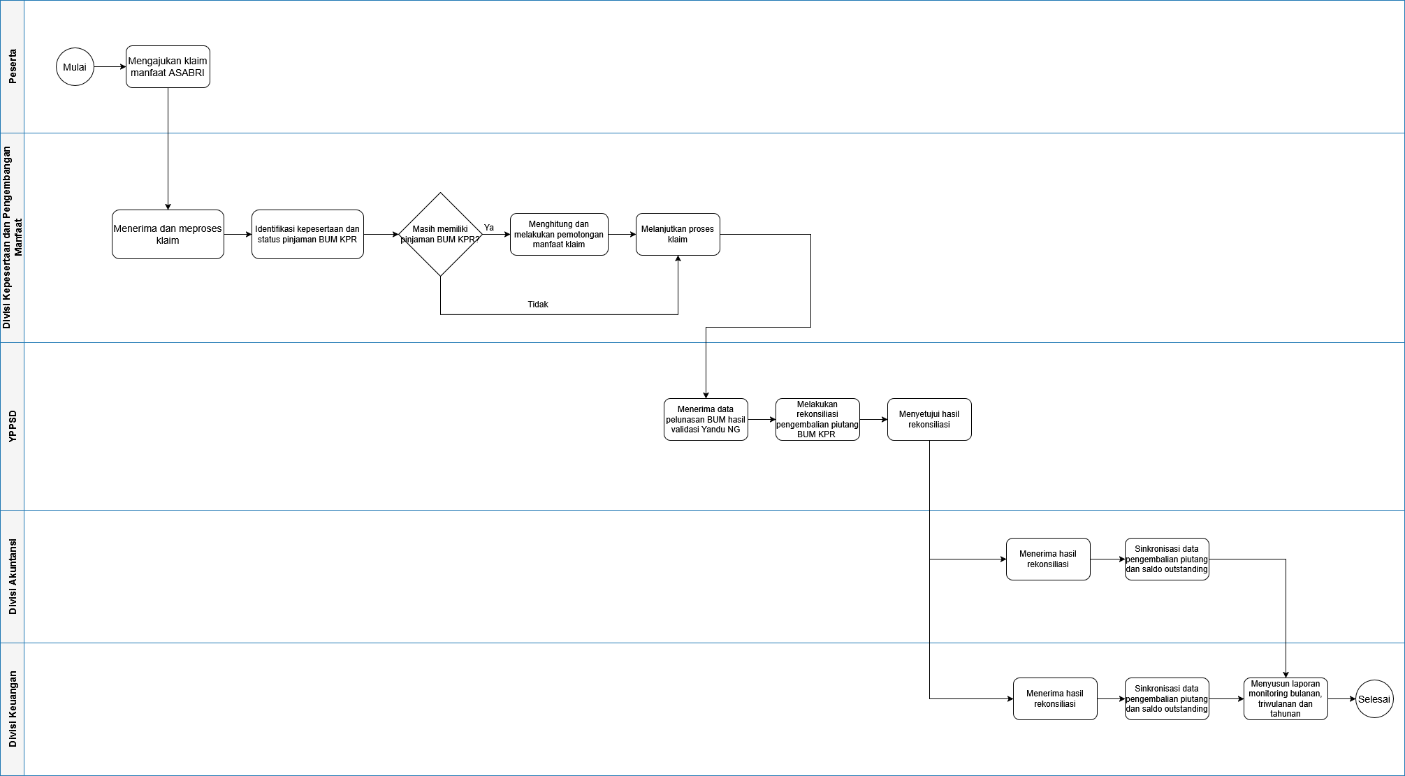 Peserta
Mulai
Mengajukan klaim
manfaat ASABRI
Divisi Kepesertaan dan Pengembangan
Manfaat
Menerima dan meproses
klaim
Identifikasi kepesertaan dan
status pinjaman BUM KPR
Masih memiliki
pinjaman BUM KPR?
Ya
Tidak
Menghitung dan
melakukan pemotongan
manfaat klaim
Melanjutkan proses
klaim
YPPSD
Menerima data
pelunasan BUM hasil
validasi Yandu NG
Melakukan
rekonsiliasi
pengembalian piutang
BUM KPR
Menyetujui hasil
rekonsiliasi
Divisi Akuntansi
Menerima hasil
rekonsiliasi
Sinkronisasi data
pengembalian piutang
dan saldo outstanding
Divisi Keuangan
Menerima hasil
rekonsiliasi
Sinkronisasi data
pengembalian piutang
dan saldo outstanding
Menyusun laporan
monitoring bulanan,
triwulanan dan
tahunan
Selesai